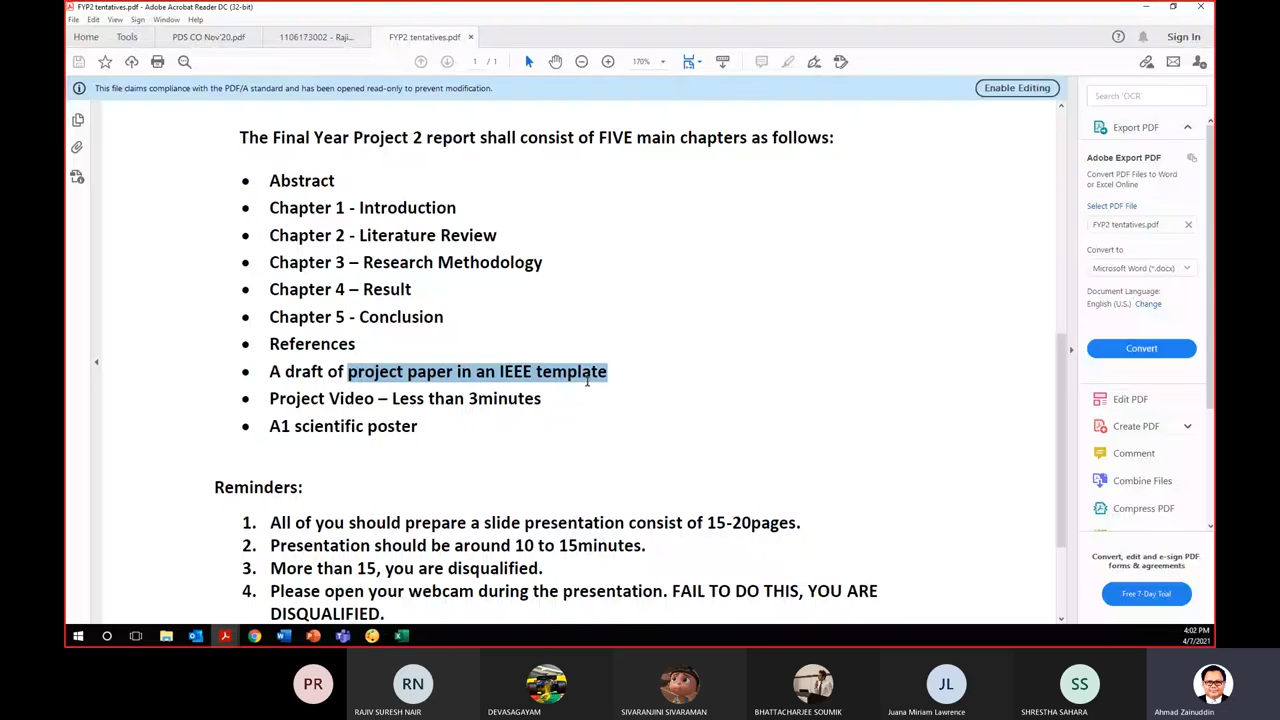 FYP2 tentatives.pdf - Adobe Acrobat Reader DC (32-bit)
File Edit View Sign Window Help
Home Tools PDS CO Nov'20.pdf 1106173002 - Raji... FYP2 tentatives.pdf × Sign In
1 / 1 170%
This file claims compliance with the PDF/A standard and has been opened read-only to prevent modification. Enable Editing
Search 'OCR'
The Final Year Project 2 report shall consist of FIVE main chapters as follows:
• Abstract
• Chapter 1 - Introduction
• Chapter 2 - Literature Review
• Chapter 3 – Research Methodology
• Chapter 4 – Result
• Chapter 5 - Conclusion
• References
• A draft of project paper in an IEEE template
• Project Video – Less than 3minutes
• A1 scientific poster
Reminders:
1. All of you should prepare a slide presentation consist of 15-20pages.
2. Presentation should be around 10 to 15minutes.
3. More than 15, you are disqualified.
4. Please open your webcam during the presentation. FAIL TO DO THIS, YOU ARE
DISQUALIFIED.
Export PDF
Adobe Export PDF
Convert PDF Files to Word
or Excel Online
Select PDF File
FYP2 tentatives.pdf
Convert to
Microsoft Word (*.docx)
Document Language:
English (U.S.) Change
Convert
Edit PDF
Create PDF
Comment
Combine Files
Compress PDF
Convert, edit and e-sign PDF
forms & agreements
Free 7-Day Trial
4:02 PM
4/7/2021
PR
RN
RAJIV SURESH NAIR
DEVASAGAYAM
SIVARANJINI SIVARAMAN
BHATTACHARJEE SOUMIK
JL
Juana Miriam Lawrence
SS
SHRESTHA SAHARA
Ahmad Zainuddin